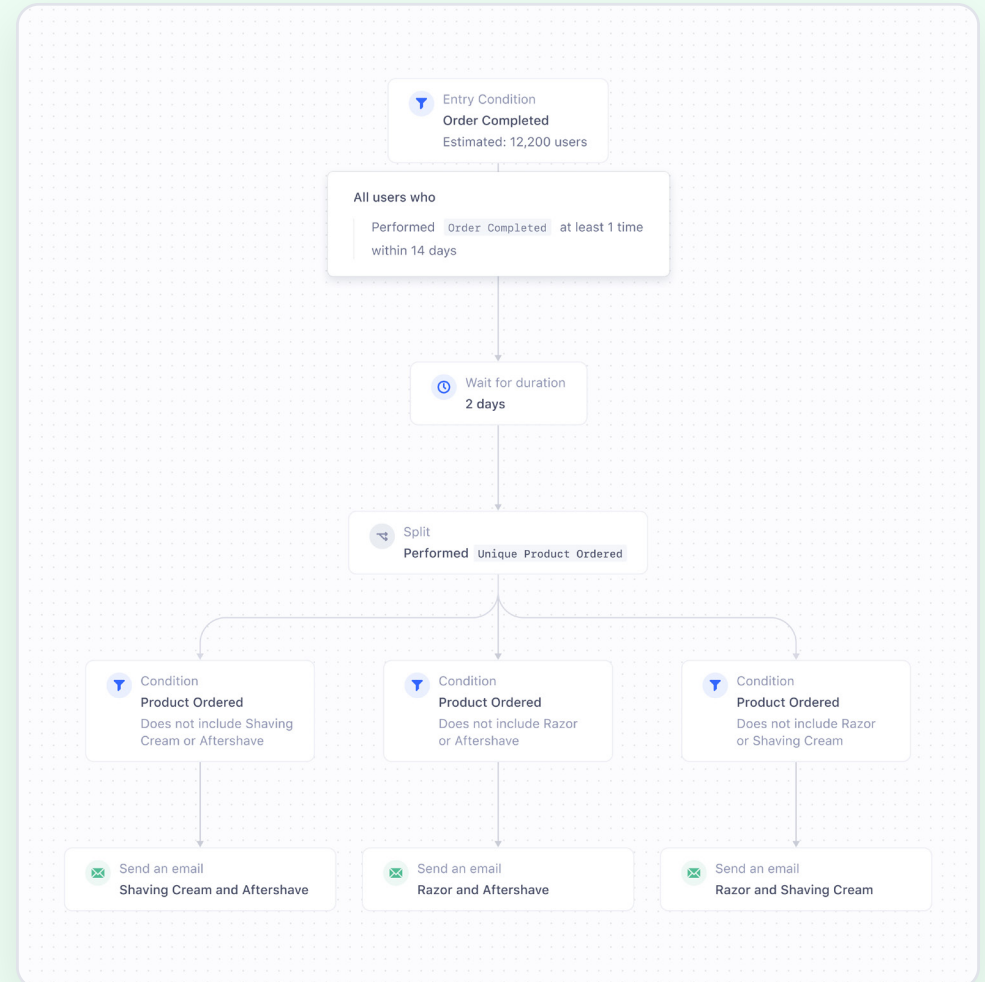 Entry Condition
Order Completed
Estimated: 12,200 users
All users who
Performed Order Completed at least 1 time
within 14 days
Wait for duration
2 days
Split
Performed Unique Product Ordered
Condition
Product Ordered
Does not include Shaving
Cream or Aftershave
Condition
Product Ordered
Does not include Razor
or Aftershave
Condition
Product Ordered
Does not include Razor
or Shaving Cream
Send an email
Shaving Cream and Aftershave
Send an email
Razor and Aftershave
Send an email
Razor and Shaving Cream